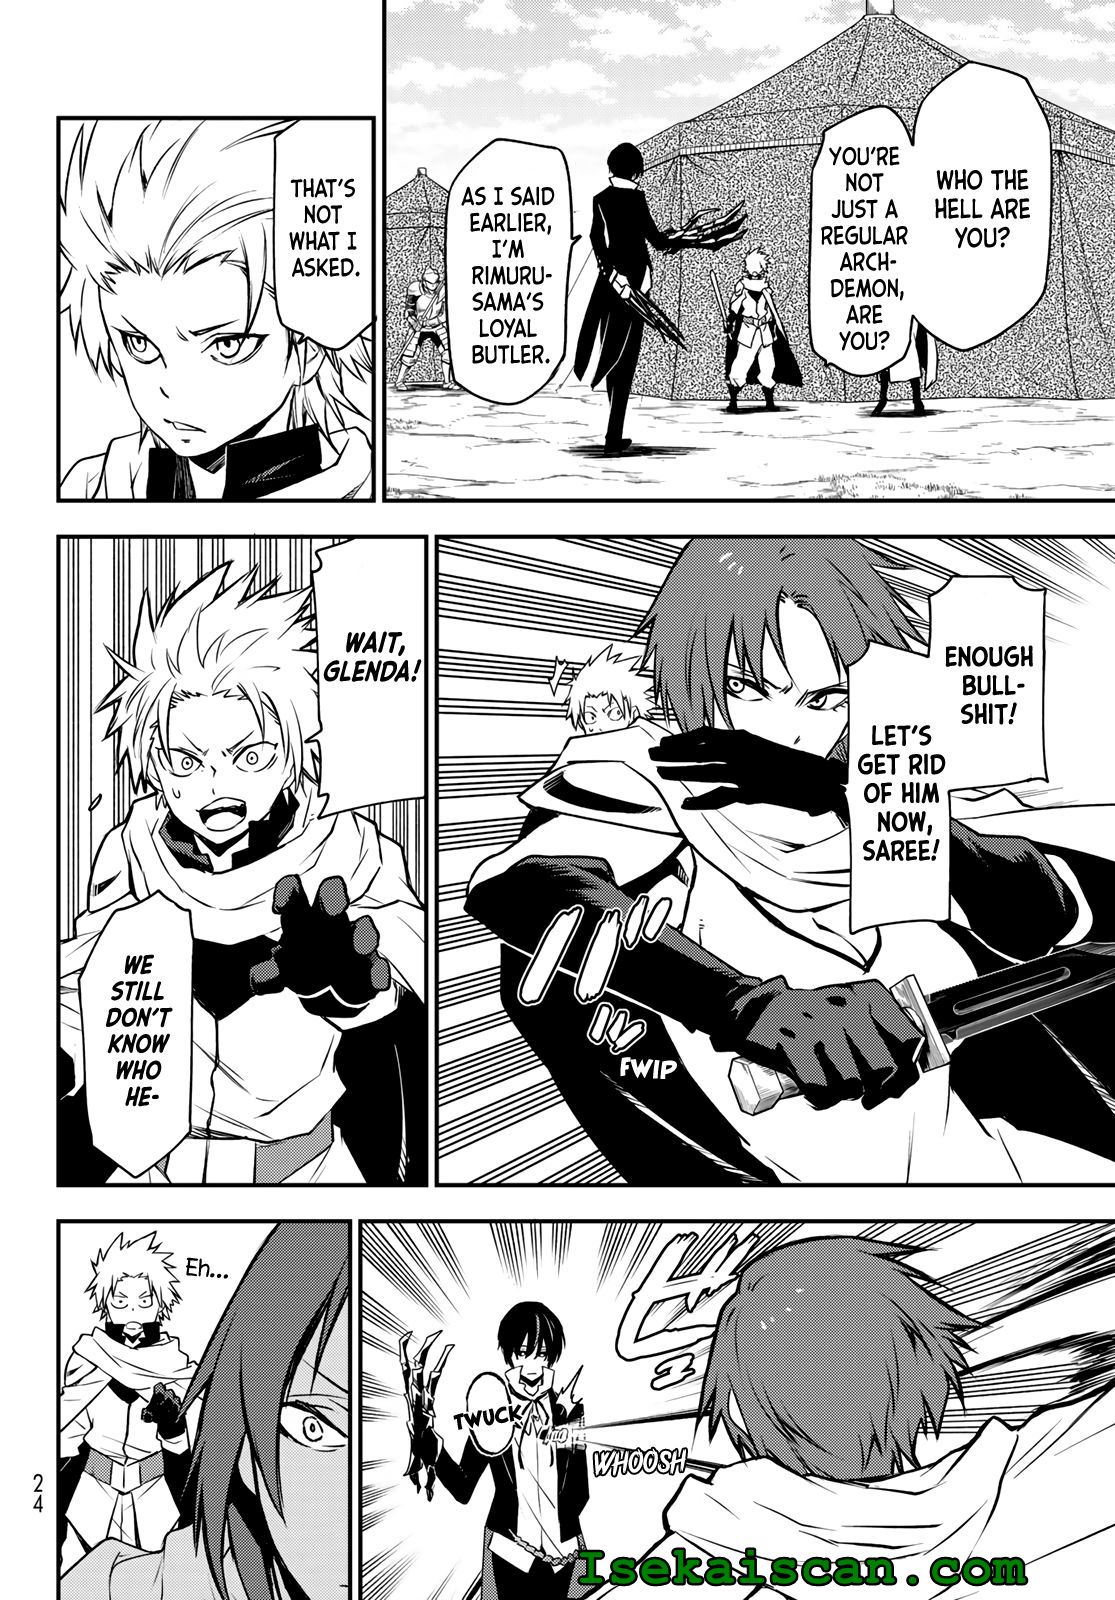 WHO THE
HELL ARE
YOU?
YOU'RE
NOT
JUST A
REGULAR
ARCH-
DEMON,
ARE
YOU?
AS I SAID
EARLIER,
I'M
RIMURU-
SAMA'S
LOYAL
BUTLER.
THAT'S
NOT
WHAT I
ASKED.
ENOUGH
BULL-
SHIT!
LET'S
GET RID
OF HIM
NOW,
SAREE!
FWIP
WAIT,
GLENDA!
WE
STILL
DON'T
KNOW
WHO
HE-
TWUCK
WHOOSH
Eh...
24
Isekaiscan.com